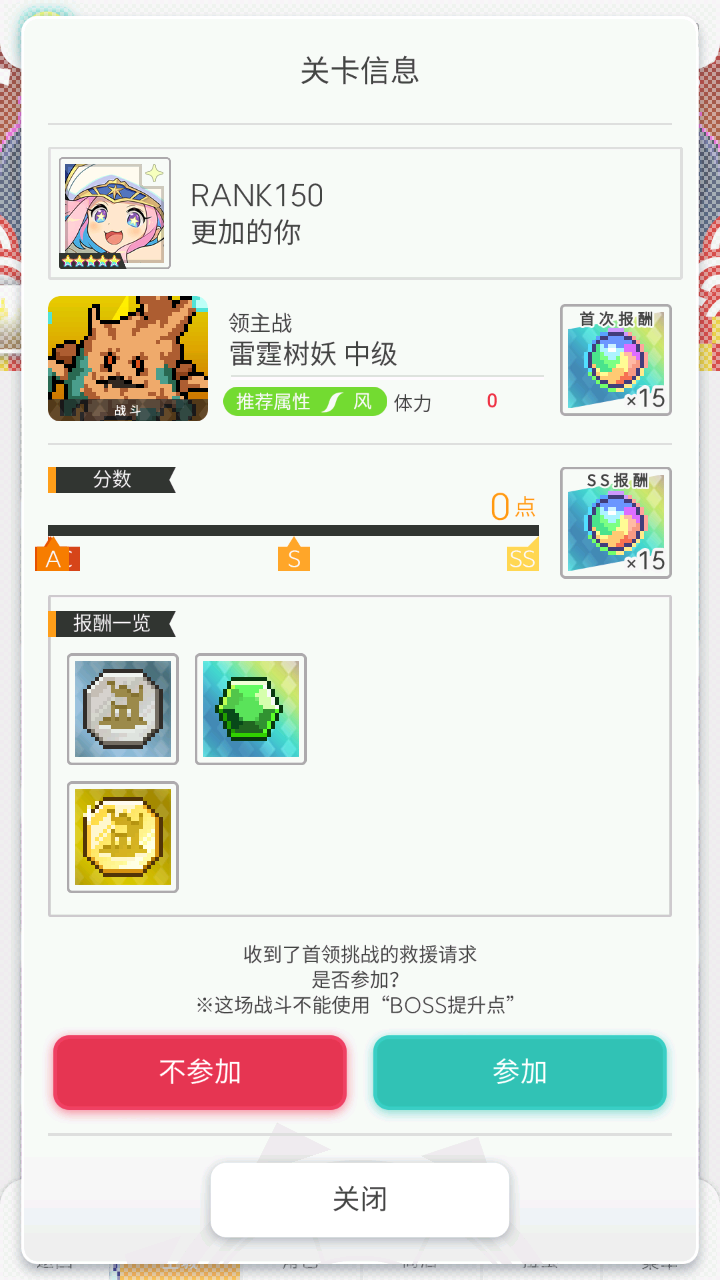 关卡信息
RANK150
更加的你
领主战
雷霆树妖 中级
推荐属性 风 体力 0
战斗
首次报酬
×15
分数
0点
A
S
SS
SS报酬
×15
报酬一览
收到了首领挑战的救援请求
是否参加?
※这场战斗不能使用“BOSS提升点”
不参加
参加
关闭